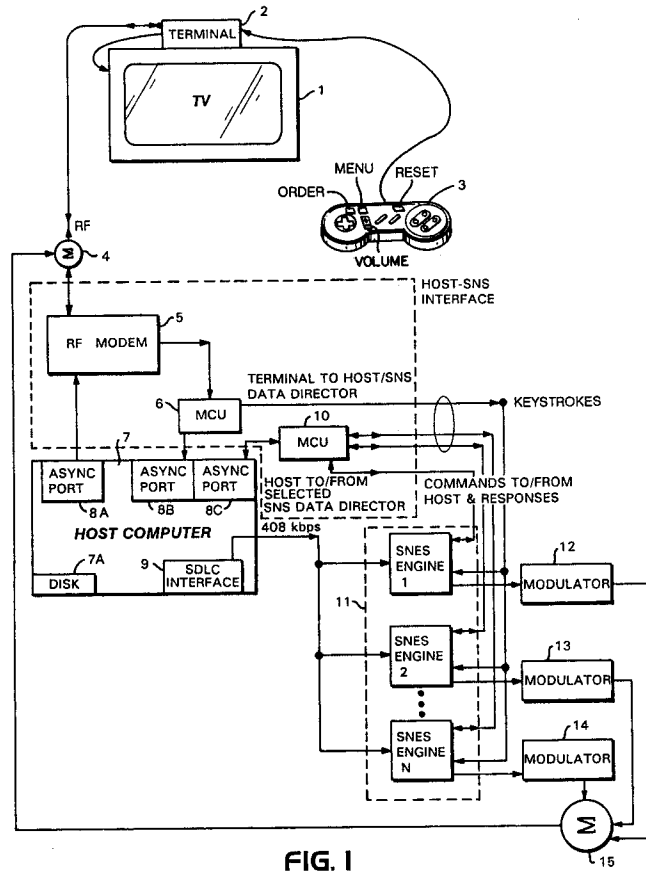 2
TERMINAL
TV
1
MENU
RESET
ORDER
3
VOLUME
RF
M
4
HOST-SNS
INTERFACE
5
RF MODEM
TERMINAL TO HOST/SNS
DATA DIRECTOR
6
MCU
10
MCU
KEYSTROKES
7
ASYNC
PORT
8A
ASYNC
PORT
8B
ASYNC
PORT
8C
HOST TO/FROM
SELECTED
SNS DATA DIRECTOR
COMMANDS TO/FROM
HOST & RESPONSES
HOST COMPUTER
408 kbps
7A
DISK
9
SDLC
INTERFACE
11
SNES
ENGINE
1
12
MODULATOR
SNES
ENGINE
2
13
MODULATOR
SNES
ENGINE
N
14
MODULATOR
M
15
FIG. 1